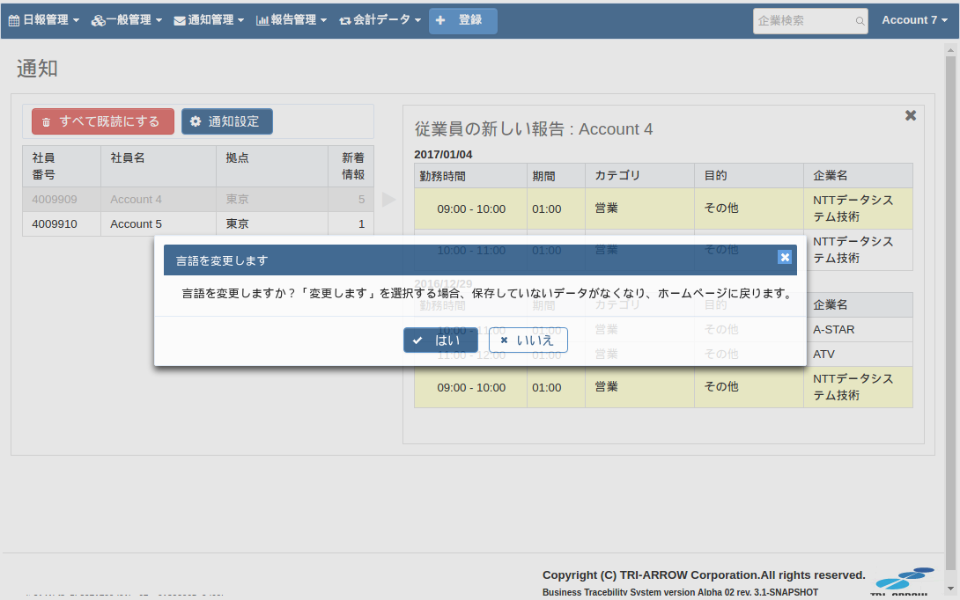 日報管理 一般管理 通知管理 報告管理 会計データ 登録 企業検索 Account 7
通知
すべて既読にする 通知設定
社員番号 社員名 拠点 新着情報
4009909 Account 4 東京 5
4009910 Account 5 東京 1
従業員の新しい報告 : Account 4
2017/01/04
勤務時間 期間 カテゴリ 目的 企業名
09:00 - 10:00 01:00 営業 その他 NTTデータシステム技術
10:00 - 11:00 01:00 営業 その他 NTTデータシステム技術
言語を変更します
言語を変更しますか？「変更します」を選択する場合、保存していないデータがなくなり、ホームページに戻ります。
はい いいえ
2016/12/29
勤務時間 期間 カテゴリ 目的 企業名
10:00 - 11:00 01:00 営業 その他 A-STAR
11:00 - 12:00 01:00 営業 その他 ATV
09:00 - 10:00 01:00 営業 その他 NTTデータシステム技術
Copyright (C) TRI-ARROW Corporation.All rights reserved.
Business Tracebility System version Alpha 02 rev. 3.1-SNAPSHOT
TRI-ARROW